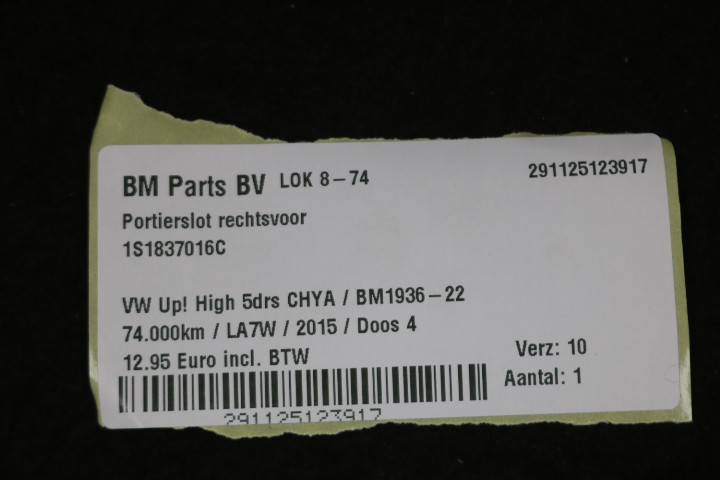 BM Parts BV LOK 8-74 291125123917
Portierslot rechtsvoor
1S1837016C
VW Up! High 5drs CHYA / BM1936-22
74.000km / LA7W / 2015 / Doos 4
12.95 Euro incl. BTW Verz: 10
Aantal: 1
291125123917